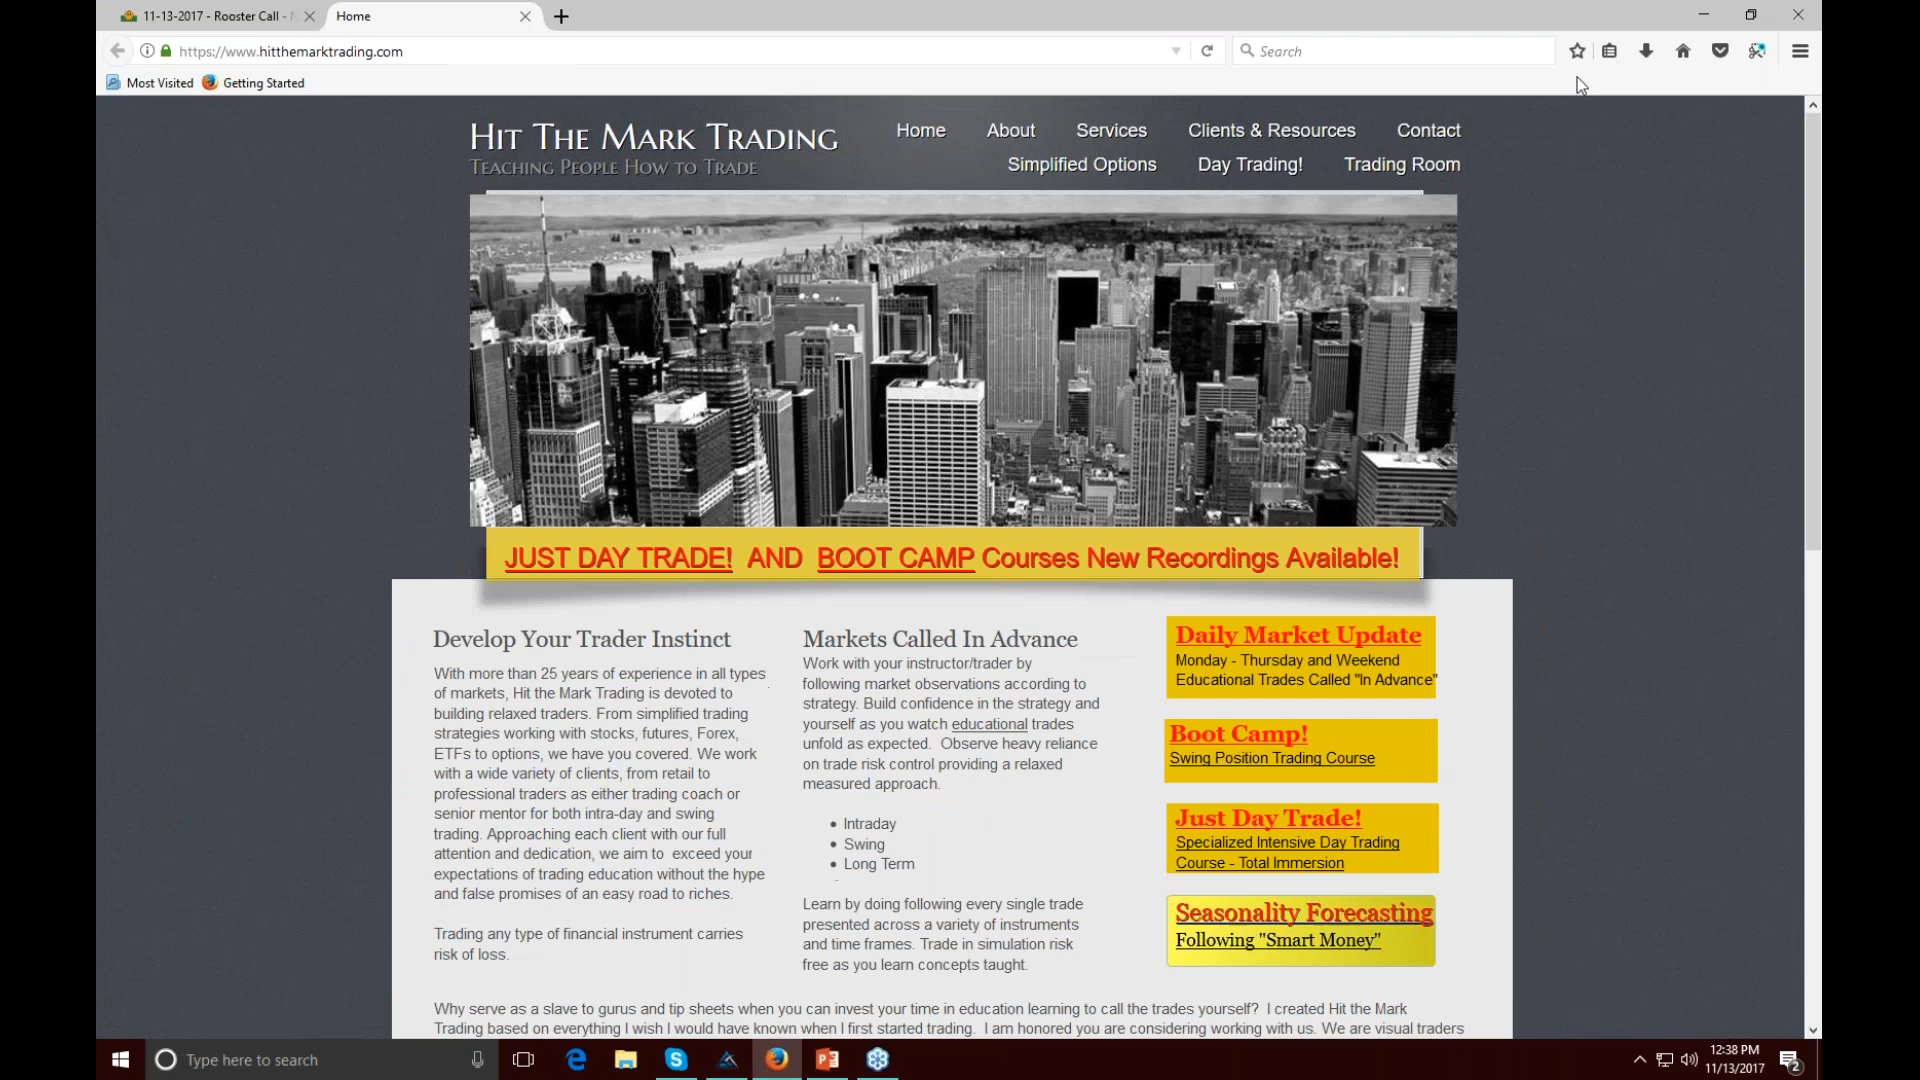 11-13-2017 - Rooster Call -
Home
https://www.hitthemarktrading.com
Search
Most Visited
Getting Started
Hit The Mark Trading
Teaching People How to Trade
Home
About
Services
Clients & Resources
Contact
Simplified Options
Day Trading!
Trading Room
JUST DAY TRADE! AND BOOT CAMP Courses New Recordings Available!
Develop Your Trader Instinct
With more than 25 years of experience in all types
of markets, Hit the Mark Trading is devoted to
building relaxed traders. From simplified trading
strategies working with stocks, futures, Forex,
ETFs to options, we have you covered. We work
with a wide variety of clients, from retail to
professional traders as either trading coach or
senior mentor for both intra-day and swing
trading. Approaching each client with our full
attention and dedication, we aim to exceed your
expectations of trading education without the hype
and false promises of an easy road to riches.
Trading any type of financial instrument carries
risk of loss.
Markets Called In Advance
Work with your instructor/trader by
following market observations according to
strategy. Build confidence in the strategy and
yourself as you watch educational trades
unfold as expected. Observe heavy reliance
on trade risk control providing a relaxed
measured approach.
• Intraday
• Swing
• Long Term
Learn by doing following every single trade
presented across a variety of instruments
and time frames. Trade in simulation risk
free as you learn concepts taught.
Daily Market Update
Monday - Thursday and Weekend
Educational Trades Called "In Advance"
Boot Camp!
Swing Position Trading Course
Just Day Trade!
Specialized Intensive Day Trading
Course - Total Immersion
Seasonality Forecasting
Following "Smart Money"
Why serve as a slave to gurus and tip sheets when you can invest your time in education learning to call the trades yourself? I created Hit the Mark
Trading based on everything I wish I would have known when I first started trading. I am honored you are considering working with us. We are visual traders
Type here to search
12:38 PM
11/13/2017
2